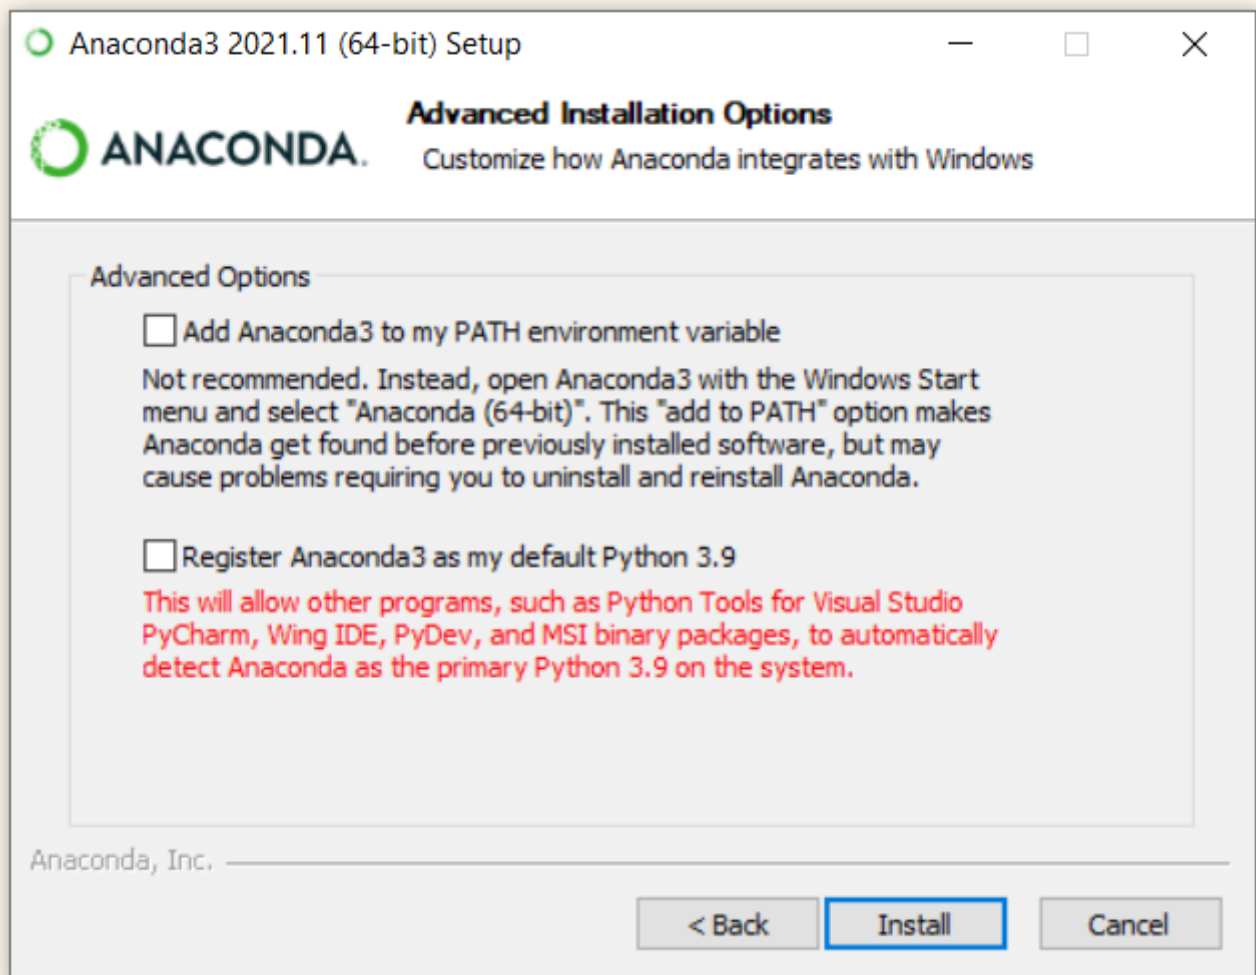 Anaconda3 2021.11 (64-bit) Setup
ANACONDA.
Advanced Installation Options
Customize how Anaconda integrates with Windows
Advanced Options
Add Anaconda3 to my PATH environment variable
Not recommended. Instead, open Anaconda3 with the Windows Start
menu and select "Anaconda (64-bit)". This "add to PATH" option makes
Anaconda get found before previously installed software, but may
cause problems requiring you to uninstall and reinstall Anaconda.
Register Anaconda3 as my default Python 3.9
This will allow other programs, such as Python Tools for Visual Studio
PyCharm, Wing IDE, PyDev, and MSI binary packages, to automatically
detect Anaconda as the primary Python 3.9 on the system.
Anaconda, Inc.
< Back Install Cancel